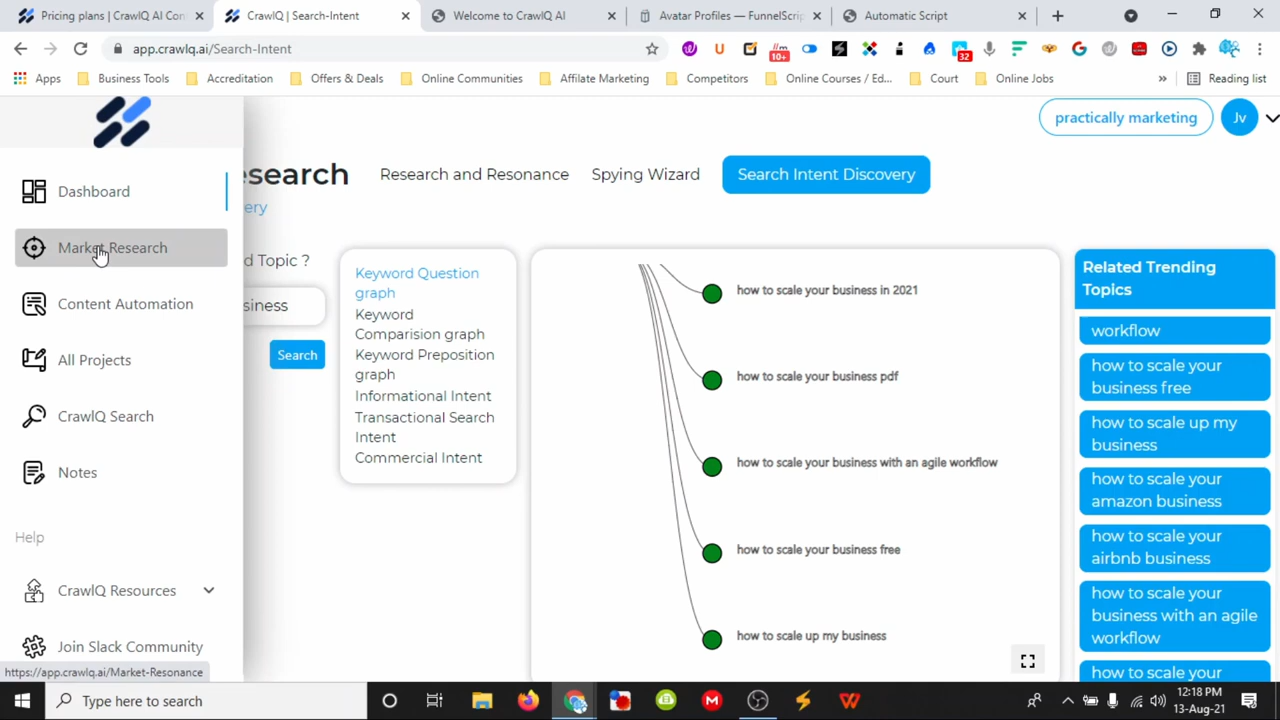 Pricing plans | CrawlQ AI Con
CrawlQ | Search-Intent
Welcome to CrawlQ AI
Avatar Profiles — FunnelScrip
Automatic Script
app.crawlq.ai/Search-Intent
10+
32
Apps
Business Tools
Accreditation
Offers & Deals
Online Communities
Affilate Marketing
Competitors
Online Courses / Ed...
Court
Online Jobs
»
Reading list
practically marketing
Jv
Dashboard
Market Research
Content Automation
All Projects
CrawlQ Search
Notes
Help
CrawlQ Resources
Join Slack Community
https://app.crawlq.ai/Market-Resonance
esearch
Research and Resonance
Spying Wizard
Search Intent Discovery
ery
d Topic ?
siness
Search
Keyword Question
graph
Keyword
Comparision graph
Keyword Preposition
graph
Informational Intent
Transactional Search
Intent
Commercial Intent
how to scale your business in 2021
how to scale your business pdf
how to scale your business with an agile workflow
how to scale your business free
how to scale up my business
Related Trending
Topics
workflow
how to scale your
business free
how to scale up my
business
how to scale your
amazon business
how to scale your
airbnb business
how to scale your
business with an agile
workflow
how to scale your
Type here to search
12:18 PM
13-Aug-21